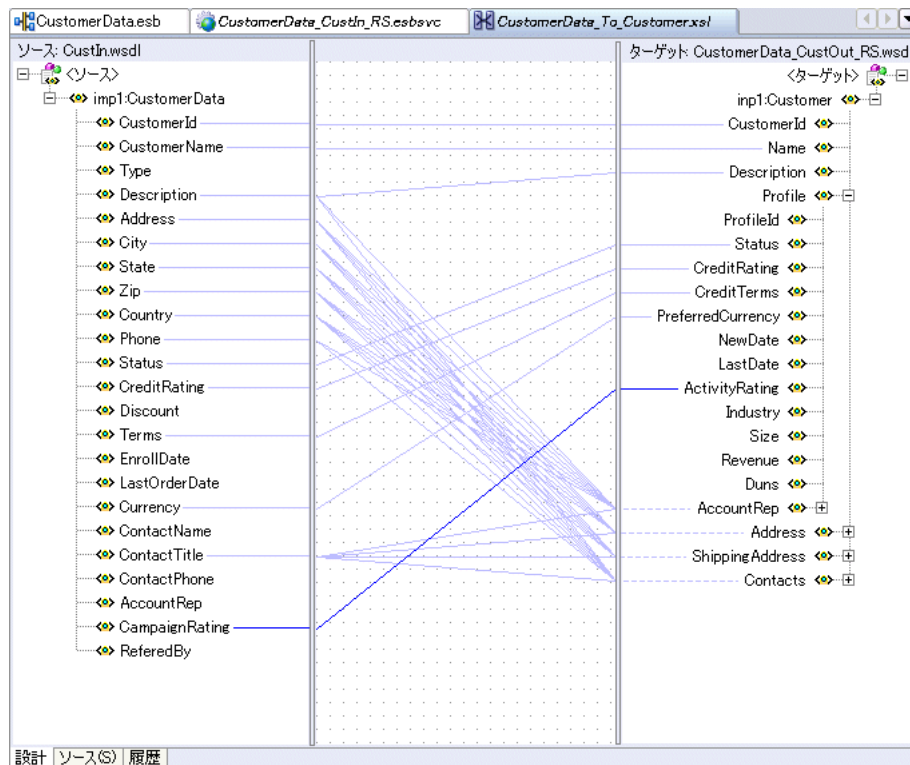 CustomerData.esb
CustomerData_CustIn_RS.esbsvc
CustomerData_To_Customer.xsl
ソース: CustIn.wsdl
ターゲット: CustomerData_CustOut_RS.wsd
<ソース>
<ターゲット>
imp1:CustomerData
inp1:Customer
CustomerId
CustomerId
CustomerName
Name
Type
Description
Description
Profile
Address
ProfileId
City
Status
State
CreditRating
Zip
CreditTerms
Country
PreferredCurrency
Phone
NewDate
Status
LastDate
CreditRating
ActivityRating
Discount
Industry
Terms
Size
EnrollDate
Revenue
LastOrderDate
Duns
Currency
AccountRep
ContactName
Address
ContactTitle
ShippingAddress
ContactPhone
Contacts
AccountRep
CampaignRating
ReferedBy
設計 ソース(S) 履歴